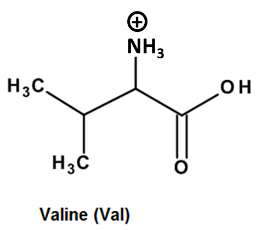 ⊕
NH₃
H₃C
OH
H₃C
O
Valine (Val)